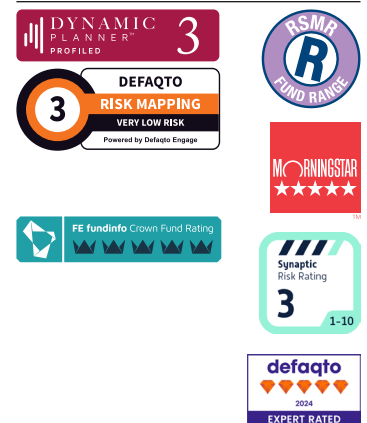 DYNAMIC
PLANNER™
PROFILED
3
DEFAQTO
3
RISK MAPPING
VERY LOW RISK
Powered by Defaqto Engage
RSMR
R
FUND RANGE
MORNINGSTAR
TM
FE fundinfo Crown Fund Rating
Synaptic
Risk Rating
3
1-10
defaqto
2024
EXPERT RATED